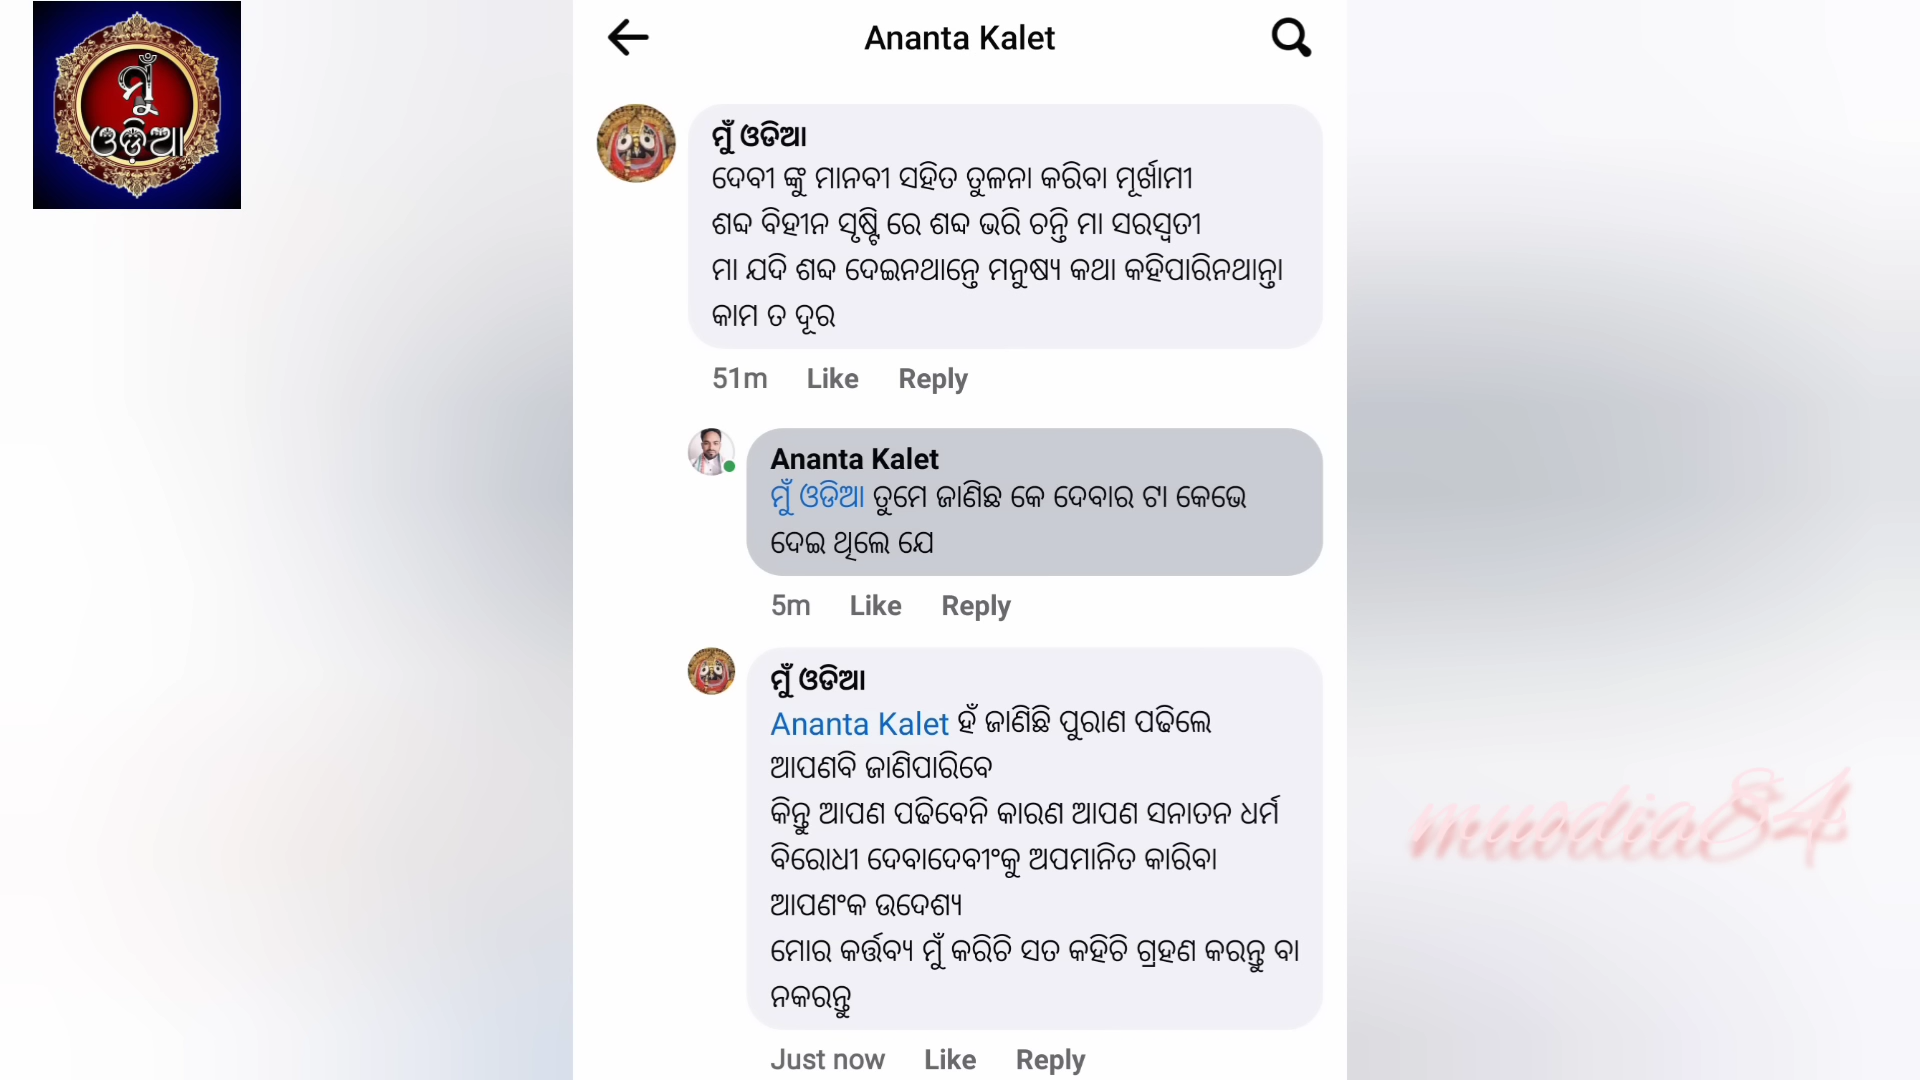 ମୁଁ
ଓଡ଼ିଆ
Ananta Kalet
ମୁଁ ଓଡିଆ
ଦେବୀ ଙ୍କୁ ମାନବୀ ସହିତ ତୁଳନା କରିବା ମୂର୍ଖାମୀ
ଶବ୍ଦ ବିହୀନ ସୃଷ୍ଟି ରେ ଶବ୍ଦ ଭରି ଚନ୍ତି ମା ସରସ୍ୱତୀ
ମା ଯଦି ଶବ୍ଦ ଦେଇନଥାନ୍ତେ ମନୁଷ୍ୟ କଥା କହିପାରିନଥାନ୍ତା
କାମ ତ ଦୂର
51m Like Reply
Ananta Kalet
ମୁଁ ଓଡିଆ ତୁମେ ଜାଣିଛ କେ ଦେବାର ଟା କେଭେ
ଦେଇ ଥିଲେ ଯେ
5m Like Reply
ମୁଁ ଓଡିଆ
Ananta Kalet ହଁ ଜାଣିଛି ପୁରାଣ ପଢିଲେ
ଆପଣବି ଜାଣିପାରିବେ
କିନ୍ତୁ ଆପଣ ପଢିବେନି କାରଣ ଆପଣ ସନାତନ ଧର୍ମ
ବିରୋଧୀ ଦେବାଦେବୀଂକୁ ଅପମାନିତ କାରିବା
ଆପଣଂକ ଉଦେଶ୍ୟ
ମୋର କର୍ତ୍ତବ୍ୟ ମୁଁ କରିଚି ସତ କହିଚି ଗ୍ରହଣ କରନ୍ତୁ ବା
ନକରନ୍ତୁ
Just now Like Reply
muodia84